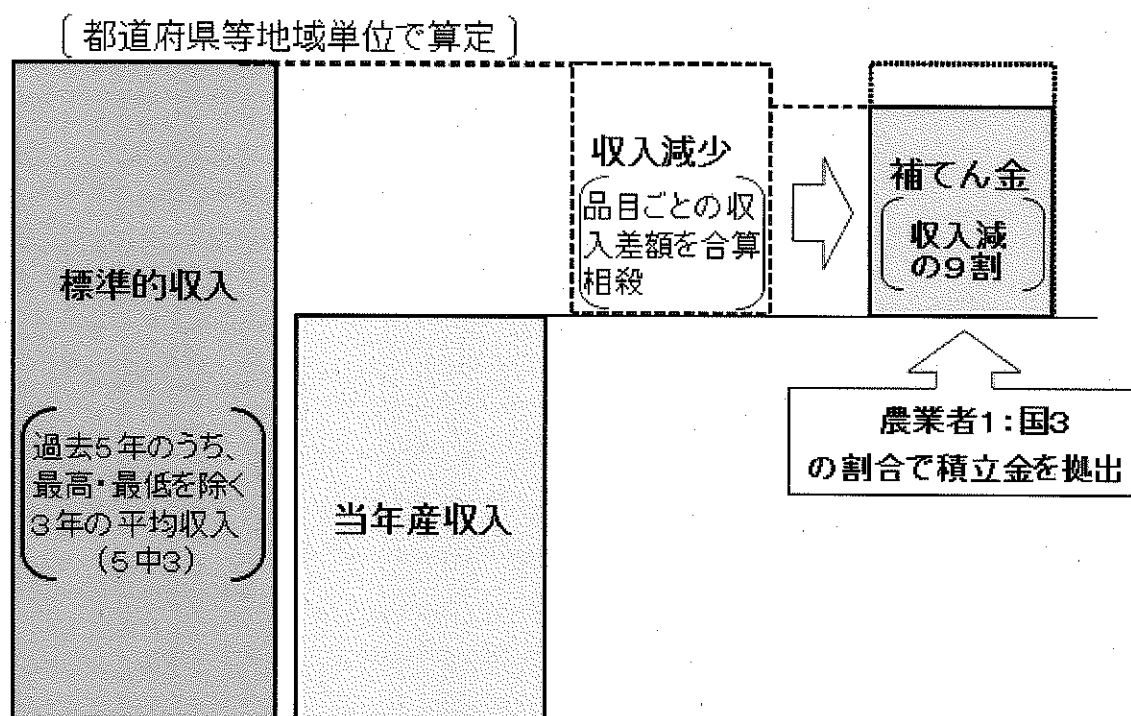 〔都道府県等地域単位で算定〕
標準的収入
過去5年のうち、
最高・最低を除く
3年の平均収入
(5中3)
当年産収入
収入減少
品目ごとの収
入差額を合算
相殺
補てん金
収入減
の9割
農業者1:国3
の割合で積立金を拠出